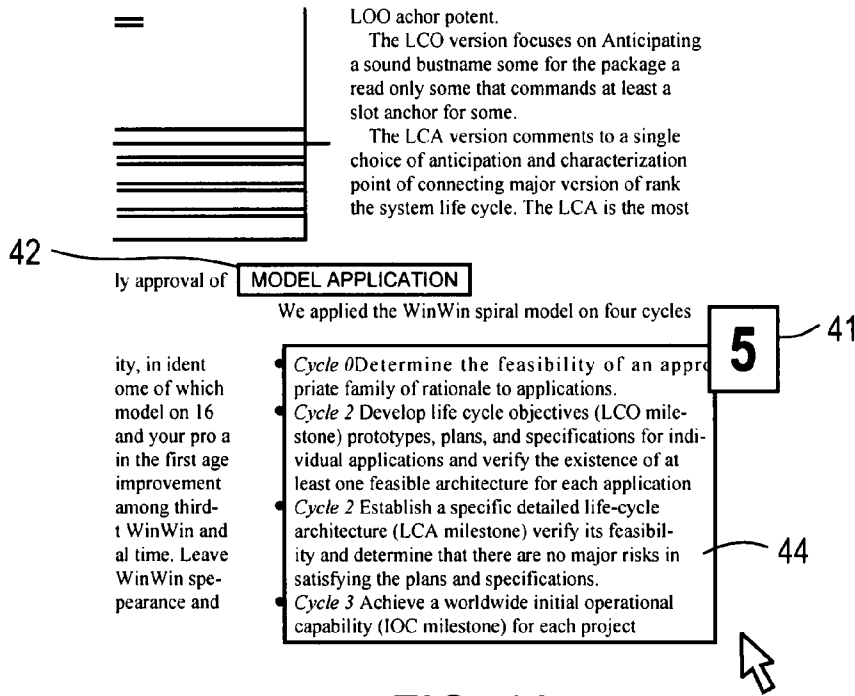 LOO achor potent.
The LCO version focuses on Anticipating
a sound bustname some for the package a
read only some that commands at least a
slot anchor for some.
The LCA version comments to a single
choice of anticipation and characterization
point of connecting major version of rank
the system life cycle. The LCA is the most
42
ly approval of MODEL APPLICATION
We applied the WinWin spiral model on four cycles
5
41
ity, in ident
ome of which
model on 16
and your pro a
in the first age
improvement
among third-
t WinWin and
al time. Leave
WinWin spe-
pearance and
• Cycle 0Determine the feasibility of an appro
priate family of rationale to applications.
• Cycle 2 Develop life cycle objectives (LCO mile-
stone) prototypes, plans, and specifications for indi-
vidual applications and verify the existence of at
least one feasible architecture for each application
• Cycle 2 Establish a specific detailed life-cycle
architecture (LCA milestone) verify its feasibil-
ity and determine that there are no major risks in
satisfying the plans and specifications.
• Cycle 3 Achieve a worldwide initial operational
capability (IOC milestone) for each project
44